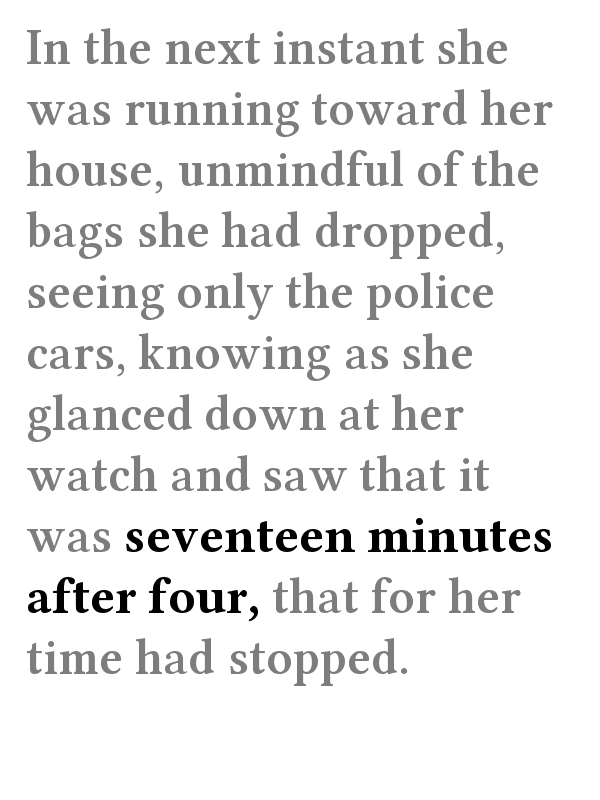 In the next instant she
was running toward her
house, unmindful of the
bags she had dropped,
seeing only the police
cars, knowing as she
glanced down at her
watch and saw that it
was seventeen minutes
after four, that for her
time had stopped.